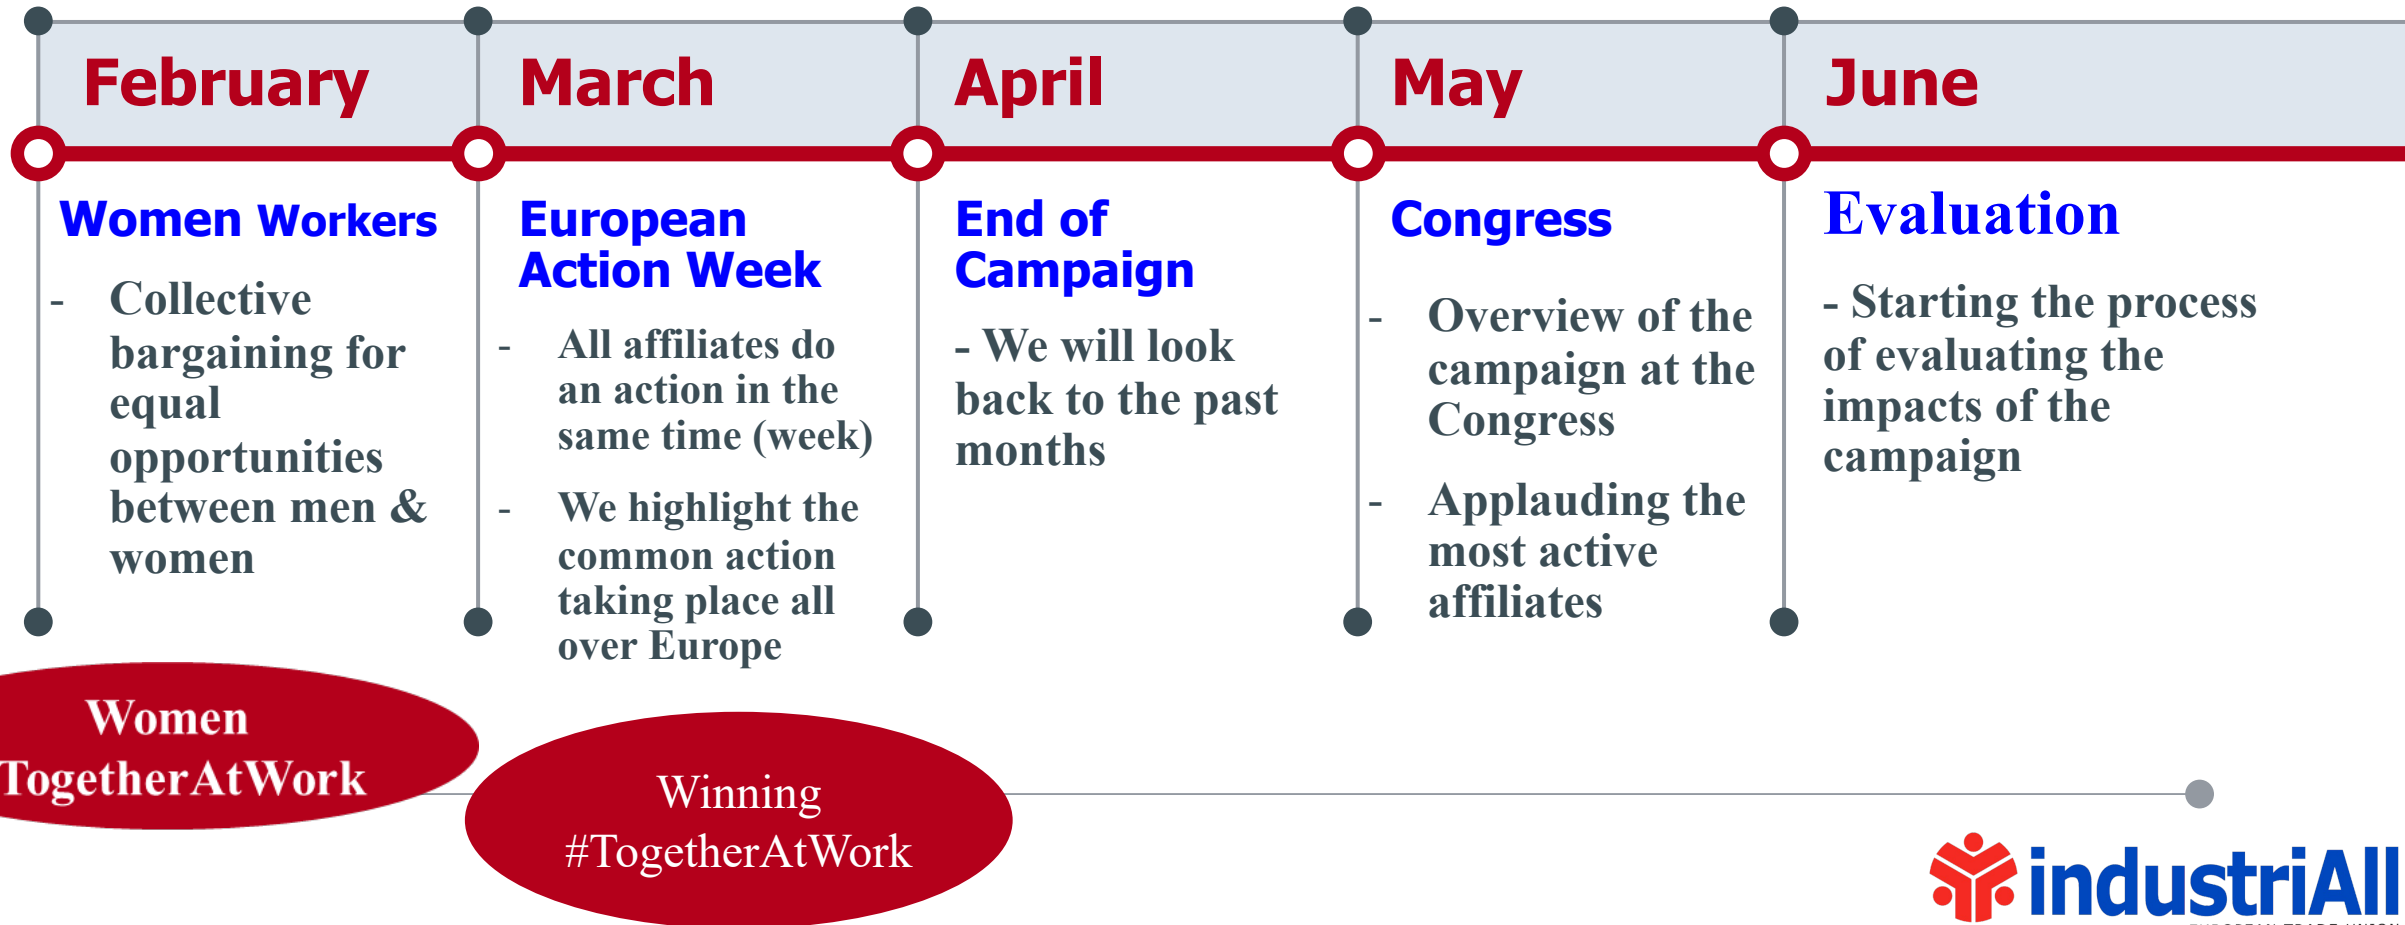 February
March
April
May
June
Women Workers
- Collective
bargaining for
equal
opportunities
between men &
women
European
Action Week
- All affiliates do
an action in the
same time (week)
- We highlight the
common action
taking place all
over Europe
End of
Campaign
- We will look
back to the past
months
Congress
- Overview of the
campaign at the
Congress
- Applauding the
most active
affiliates
Evaluation
- Starting the process
of evaluating the
impacts of the
campaign
Women
TogetherAtWork
Winning
#TogetherAtWork
industriAll